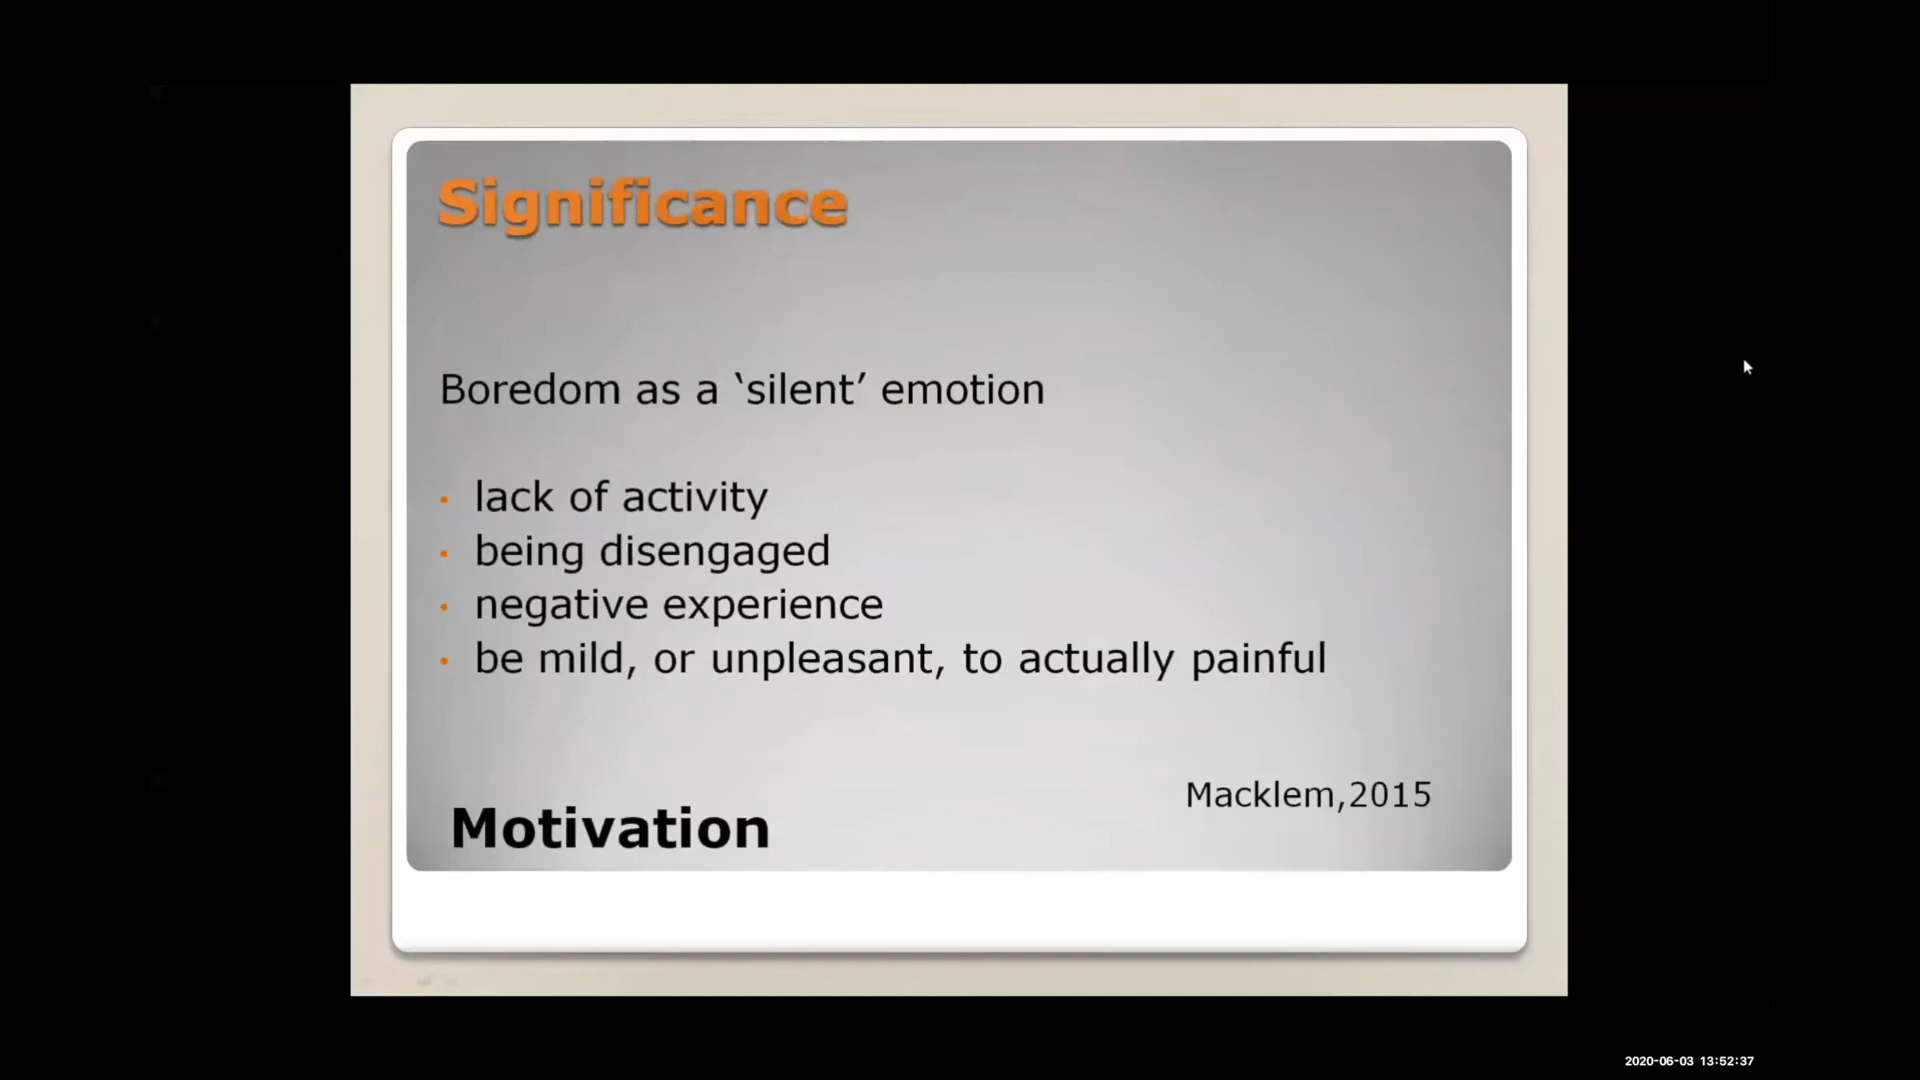 Significance
Boredom as a ‘silent’ emotion
• lack of activity
• being disengaged
• negative experience
• be mild, or unpleasant, to actually painful
Macklem,2015
Motivation
2020-06-03 13:52:37